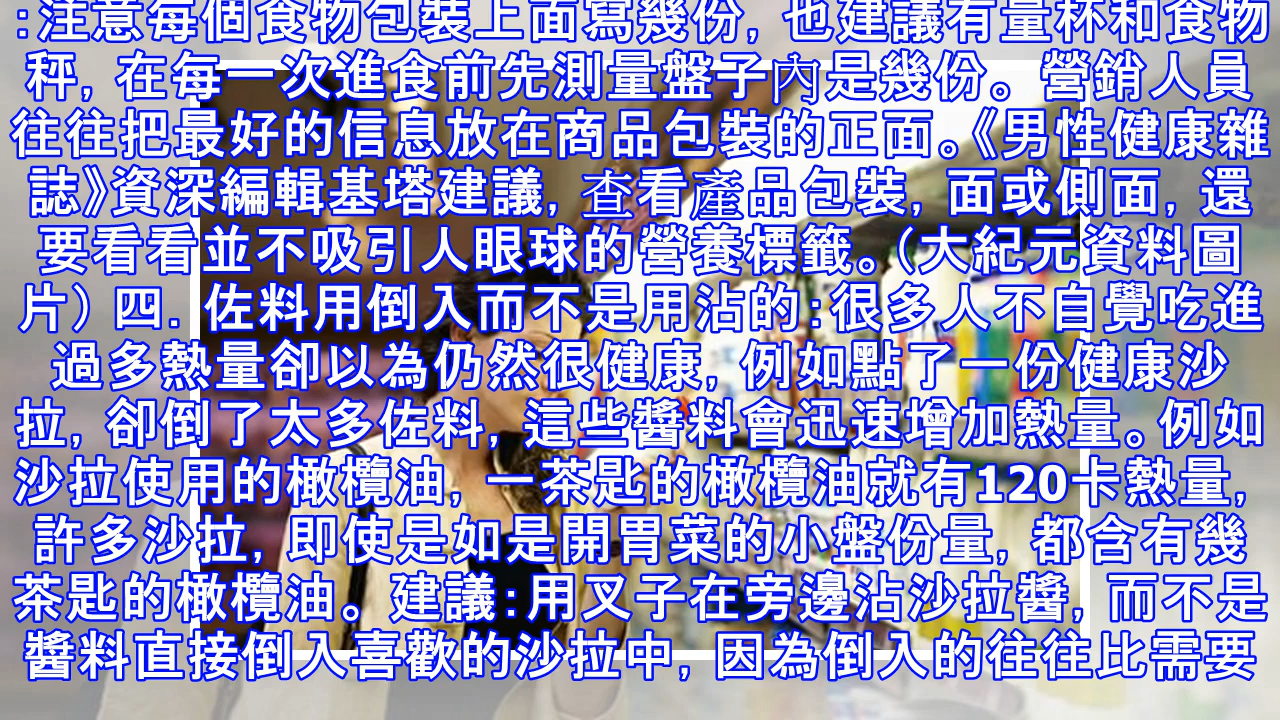 :注意每個食物包裝上面寫幾份, 也建議有量杯和食物
秤, 在每一次進食前先測量盤子內是幾份。營銷人員
往往把最好的信息放在商品包裝的正面。《男性健康雜
誌》資深編輯基塔建議, 查看產品包裝, 面或側面, 還
要看看並不吸引人眼球的營養標籤。(大紀元資料圖
片) 四. 佐料用倒入而不是用沾的:很多人不自覺吃進
過多熱量卻以為仍然很健康, 例如點了一份健康沙
拉, 卻倒了太多佐料, 這些醬料會迅速增加熱量。例如
沙拉使用的橄欖油, 一茶匙的橄欖油就有120卡熱量,
許多沙拉, 即使是如是開胃菜的小盤份量, 都含有幾
茶匙的橄欖油。建議:用叉子在旁邊沾沙拉醬, 而不是
醬料直接倒入喜歡的沙拉中, 因為倒入的往往比需要